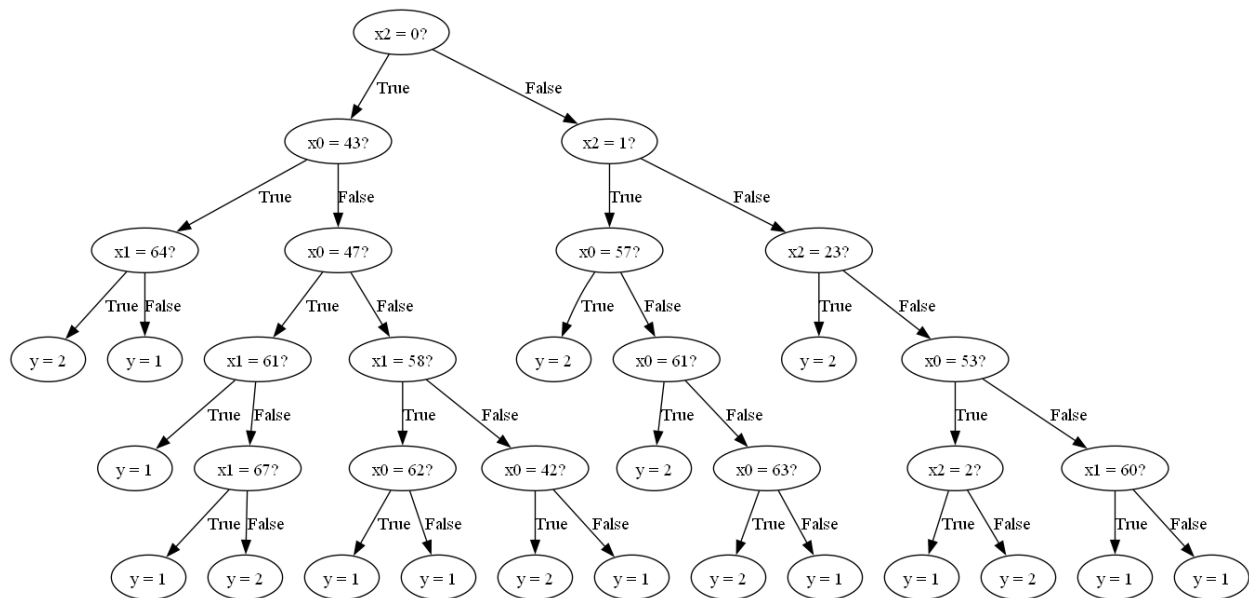 x2 = 0?
True
False
x0 = 43?
x2 = 1?
True
False
True
False
x1 = 64?
x0 = 47?
x0 = 57?
x2 = 23?
True
False
True
False
True
False
True
False
y = 2
y = 1
x1 = 61?
x1 = 58?
y = 2
x0 = 61?
y = 2
x0 = 53?
True
False
True
False
True
False
True
False
y = 1
x1 = 67?
x0 = 62?
x0 = 42?
y = 2
x0 = 63?
x2 = 2?
x1 = 60?
True
False
True
False
True
False
True
False
True
False
True
False
y = 1
y = 2
y = 1
y = 1
y = 2
y = 1
y = 2
y = 1
y = 1
y = 2
y = 1
y = 1